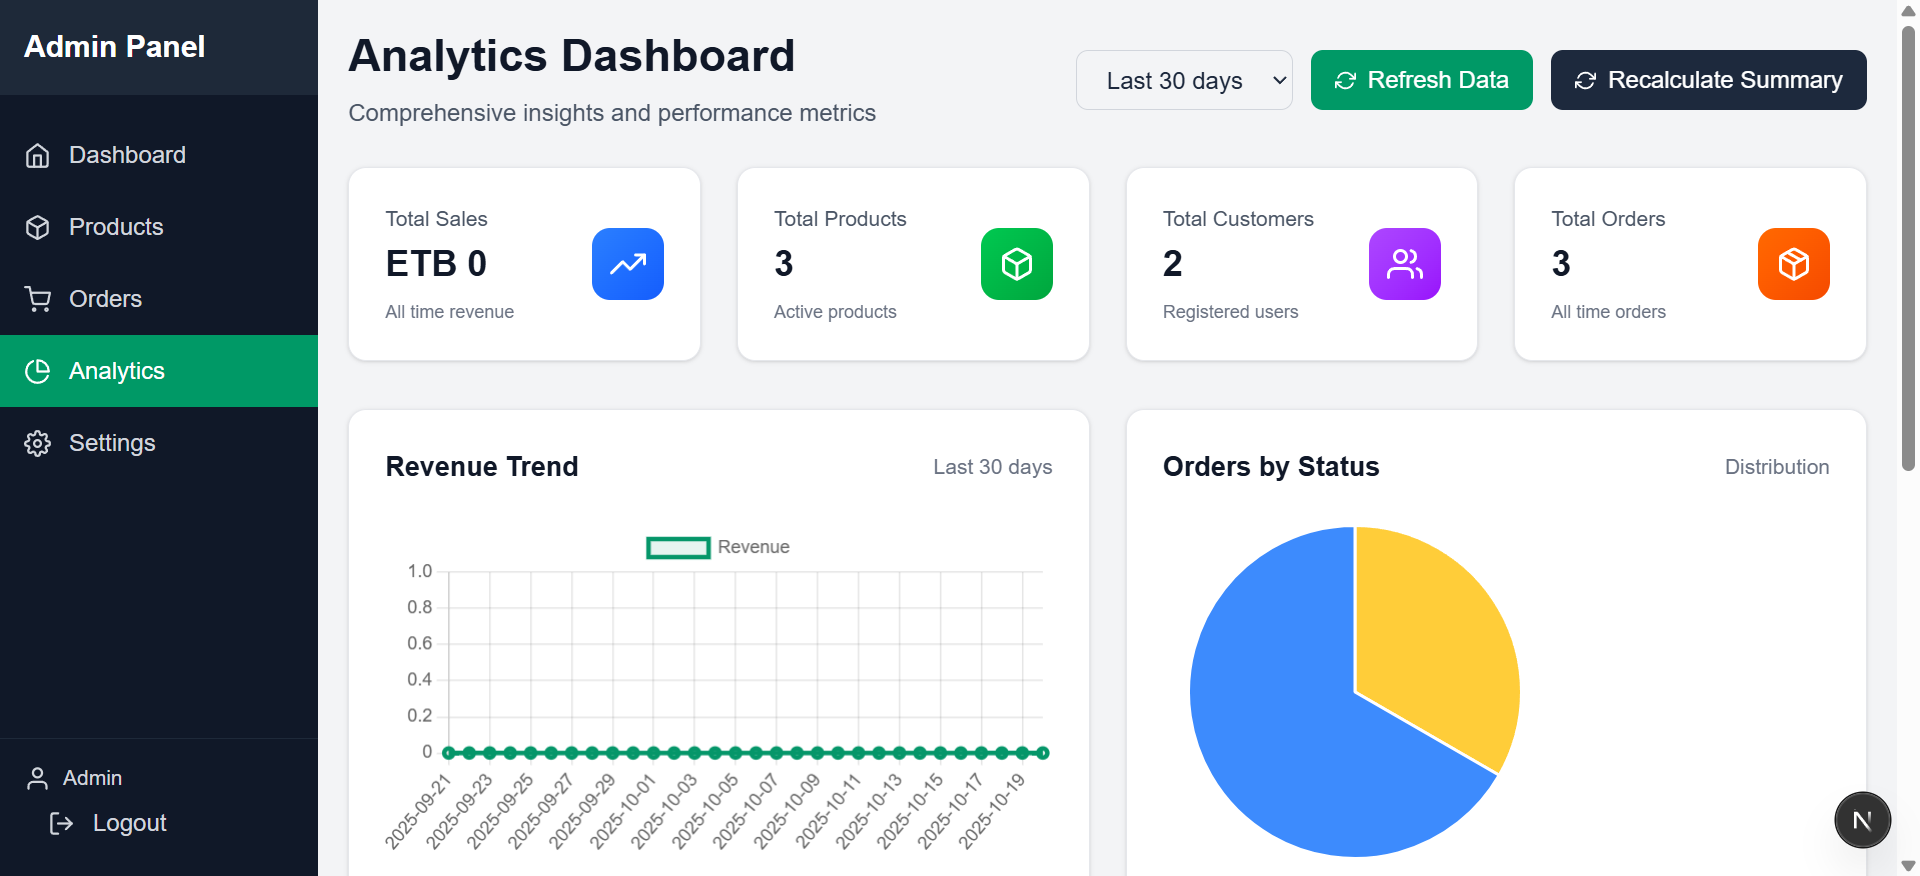 Admin Panel
Dashboard
Products
Orders
Analytics
Settings
Admin
Logout
Analytics Dashboard
Comprehensive insights and performance metrics
Last 30 days
Refresh Data
Recalculate Summary
Total Sales
ETB 0
All time revenue
Total Products
3
Active products
Total Customers
2
Registered users
Total Orders
3
All time orders
Revenue Trend
Last 30 days
Revenue
1.0
0.8
0.6
0.4
0.2
0
2025-09-21
2025-09-23
2025-09-25
2025-09-27
2025-09-29
2025-10-01
2025-10-03
2025-10-05
2025-10-07
2025-10-09
2025-10-11
2025-10-13
2025-10-15
2025-10-17
2025-10-19
Orders by Status
Distribution
N